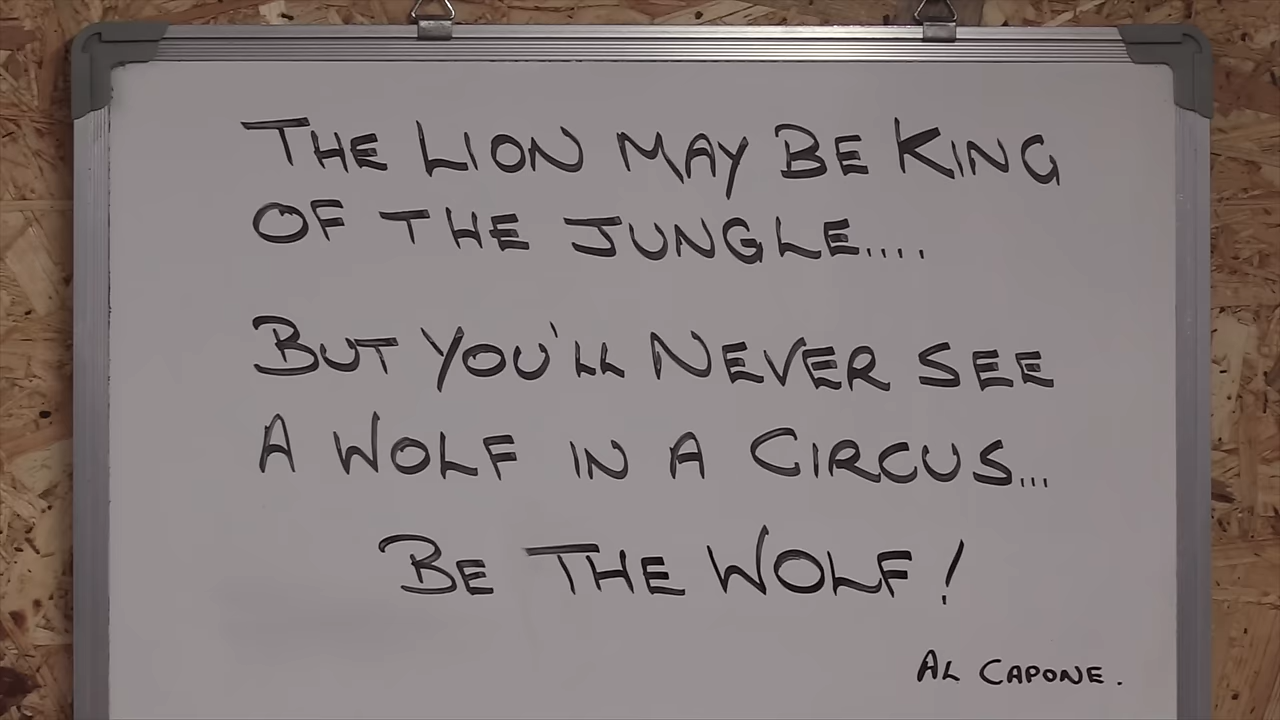 THE LION MAY BE KING
OF THE JUNGLE....
BUT YOU'LL NEVER SEE
A WOLF IN A CIRCUS...
BE THE WOLF!
AL CAPONE.